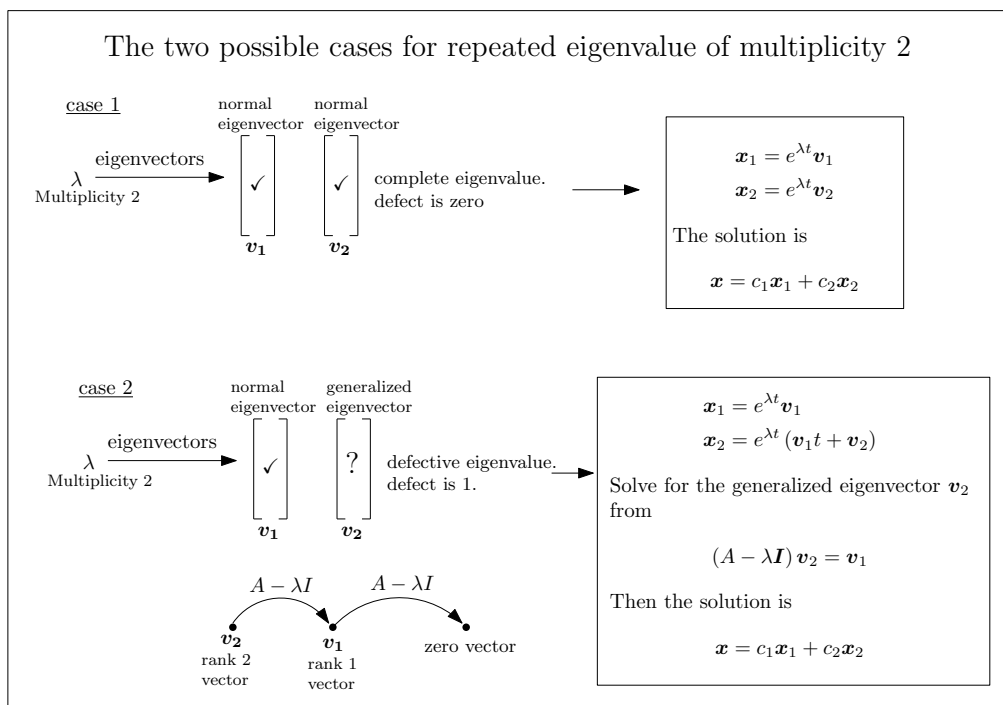 The two possible cases for repeated eigenvalue of multiplicity 2
case 1
normal
eigenvector
normal
eigenvector
eigenvectors
λ
Multiplicity 2
✓
✓
v₁
v₂
complete eigenvalue.
defect is zero
x₁ = e^{λt} v₁
x₂ = e^{λt} v₂
The solution is
x = c₁x₁ + c₂x₂
case 2
normal
eigenvector
generalized
eigenvector
eigenvectors
λ
Multiplicity 2
✓
?
v₁
v₂
defective eigenvalue.
defect is 1.
x₁ = e^{λt} v₁
x₂ = e^{λt} (v₁t + v₂)
Solve for the generalized eigenvector v₂
from
(A − λI) v₂ = v₁
Then the solution is
x = c₁x₁ + c₂x₂
A − λI
A − λI
v₂
rank 2
vector
v₁
rank 1
vector
zero vector